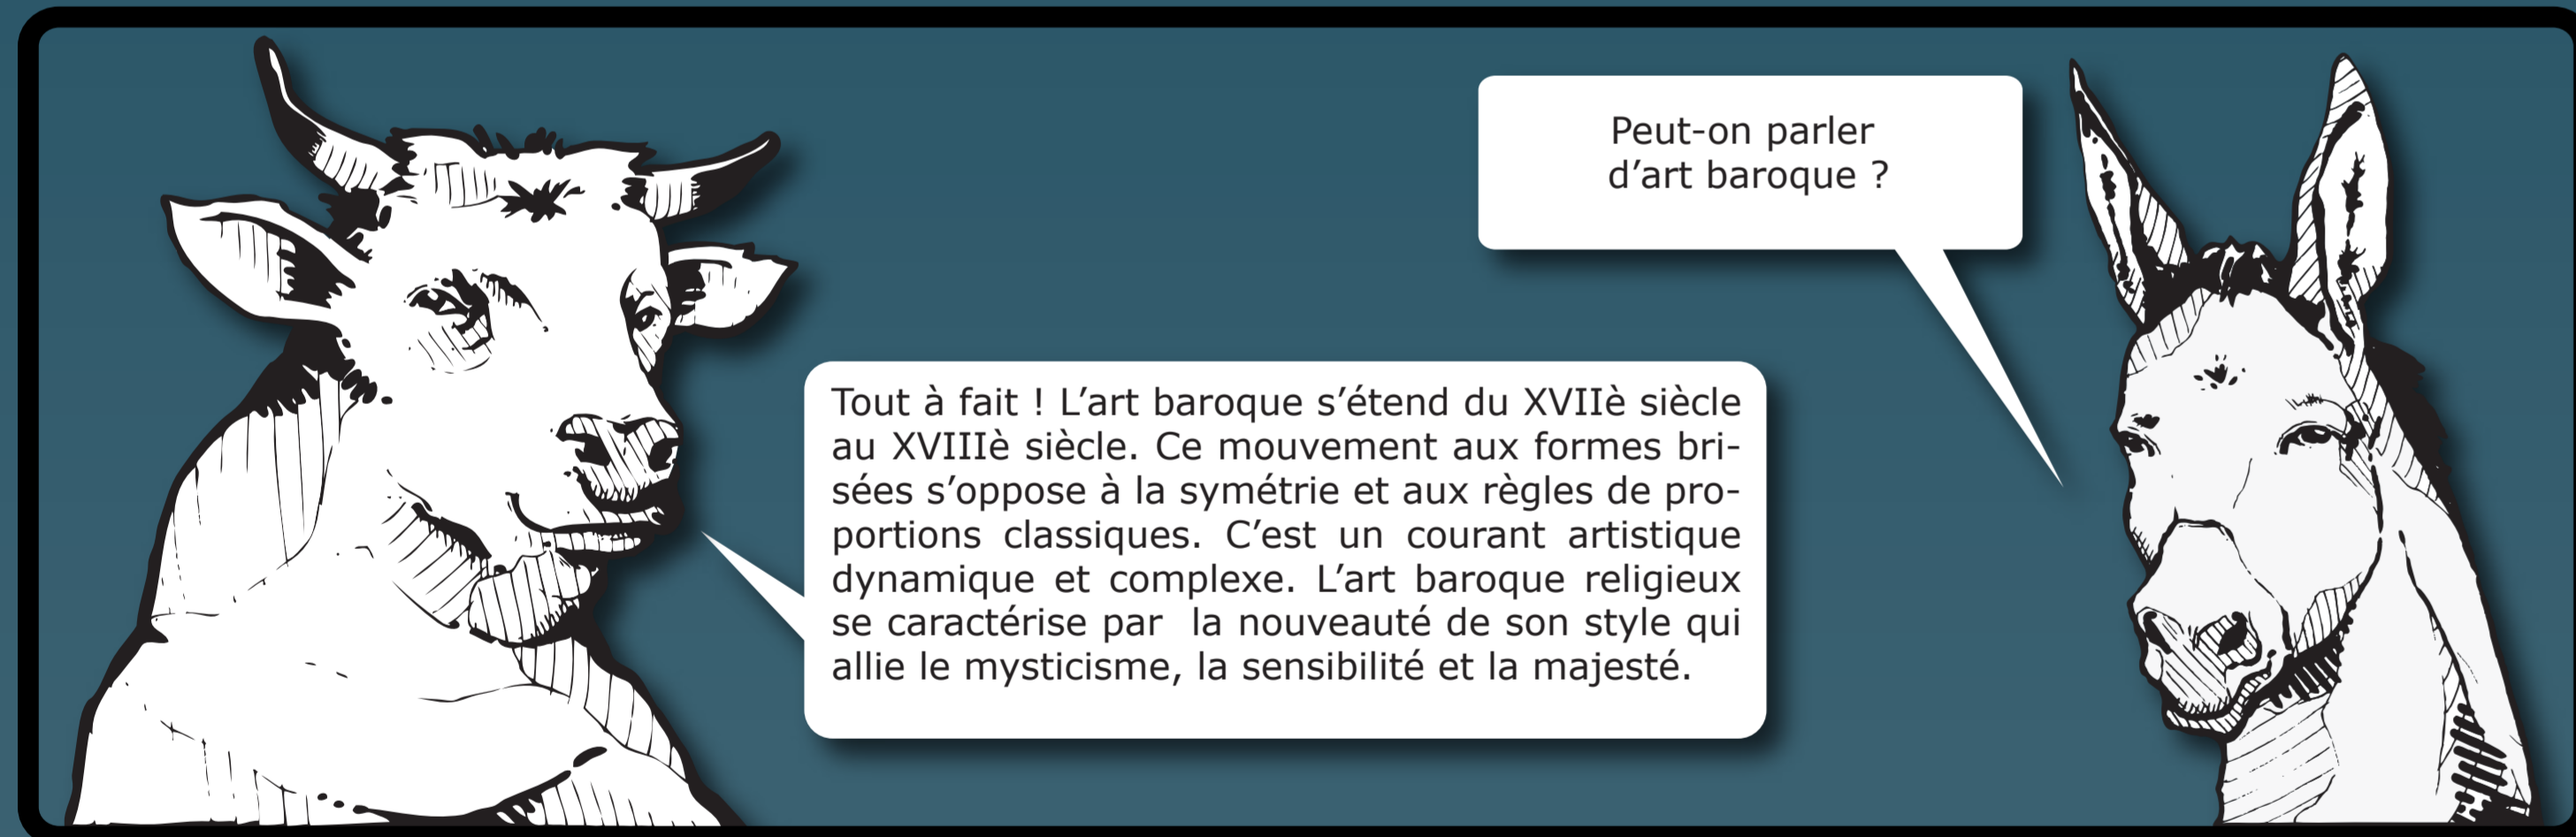 Peut-on parler
d’art baroque ?
Tout à fait ! L’art baroque s’étend du XVIIè siècle
au XVIIIè siècle. Ce mouvement aux formes bri-
sées s’oppose à la symétrie et aux règles de pro-
portions classiques. C’est un courant artistique
dynamique et complexe. L’art baroque religieux
se caractérise par  la nouveauté de son style qui
allie le mysticisme, la sensibilité et la majesté.